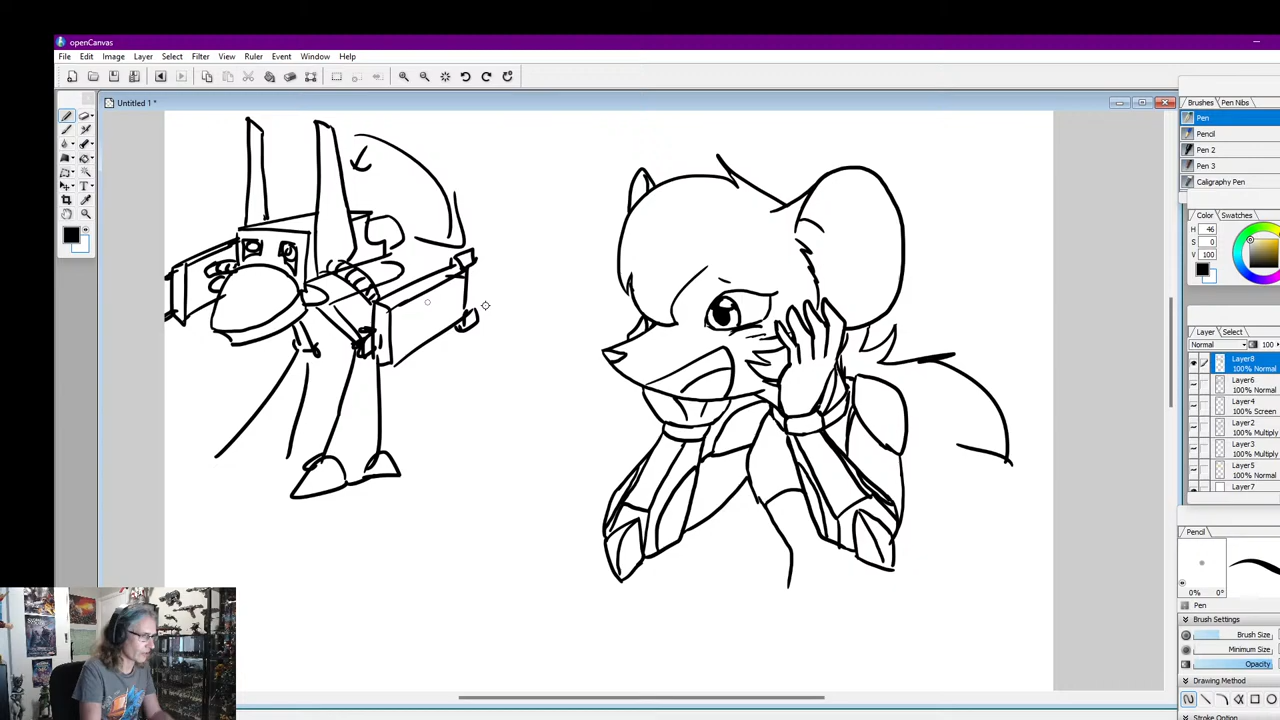 openCanvas
File Edit Image Layer Select Filter View Ruler Event Window Help
Untitled 1 *
Brushes Pen Nibs
Pen
Pencil
Pen 2
Pen 3
Caligraphy Pen
Color Swatches
H 46
S 0
V 100
Layer Select
Normal 100
Layer8
100% Normal
Layer6
100% Normal
Layer4
100% Screen
Layer2
100% Multiply
Layer3
100% Multiply
Layer5
100% Normal
Layer7
Pencil
0% 0°
Pen
Brush Settings
Brush Size
Minimum Size
Opacity
Drawing Method
Stroke Option